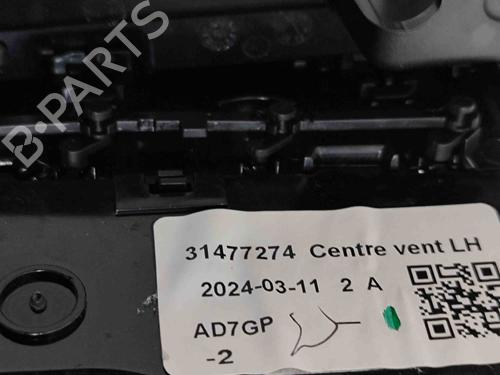 B-PARTS
31477274 Centre vent LH
2024-03-11 2 A
AD7GP
-2